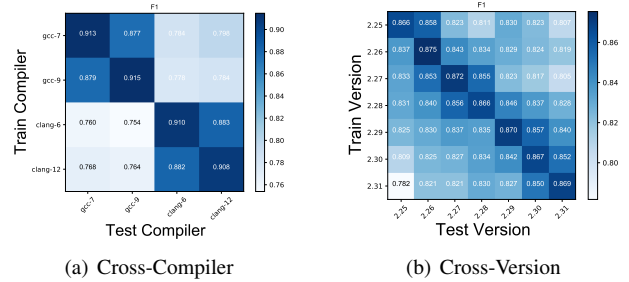 F1
gcc-7
gcc-9
clang-6
clang-12
Train Compiler
0.913 0.877 0.784 0.798
0.879 0.915 0.779 0.784
0.760 0.754 0.910 0.883
0.768 0.764 0.882 0.908
gcc-7 gcc-9 clang-6 clang-12
Test Compiler
0.90
0.88
0.86
0.84
0.82
0.80
0.78
0.76
(a) Cross-Compiler
F1
2.25
2.26
2.27
2.28
2.29
2.30
2.31
Train Version
0.866 0.858 0.823 0.811 0.830 0.823 0.807
0.837 0.875 0.843 0.834 0.829 0.824 0.819
0.833 0.853 0.872 0.855 0.823 0.817 0.805
0.831 0.840 0.856 0.866 0.846 0.837 0.828
0.825 0.830 0.837 0.835 0.870 0.857 0.840
0.806 0.825 0.827 0.834 0.842 0.867 0.852
0.782 0.821 0.821 0.830 0.827 0.850 0.869
2.25 2.26 2.27 2.28 2.29 2.30 2.31
Test Version
0.86
0.84
0.82
0.80
(b) Cross-Version